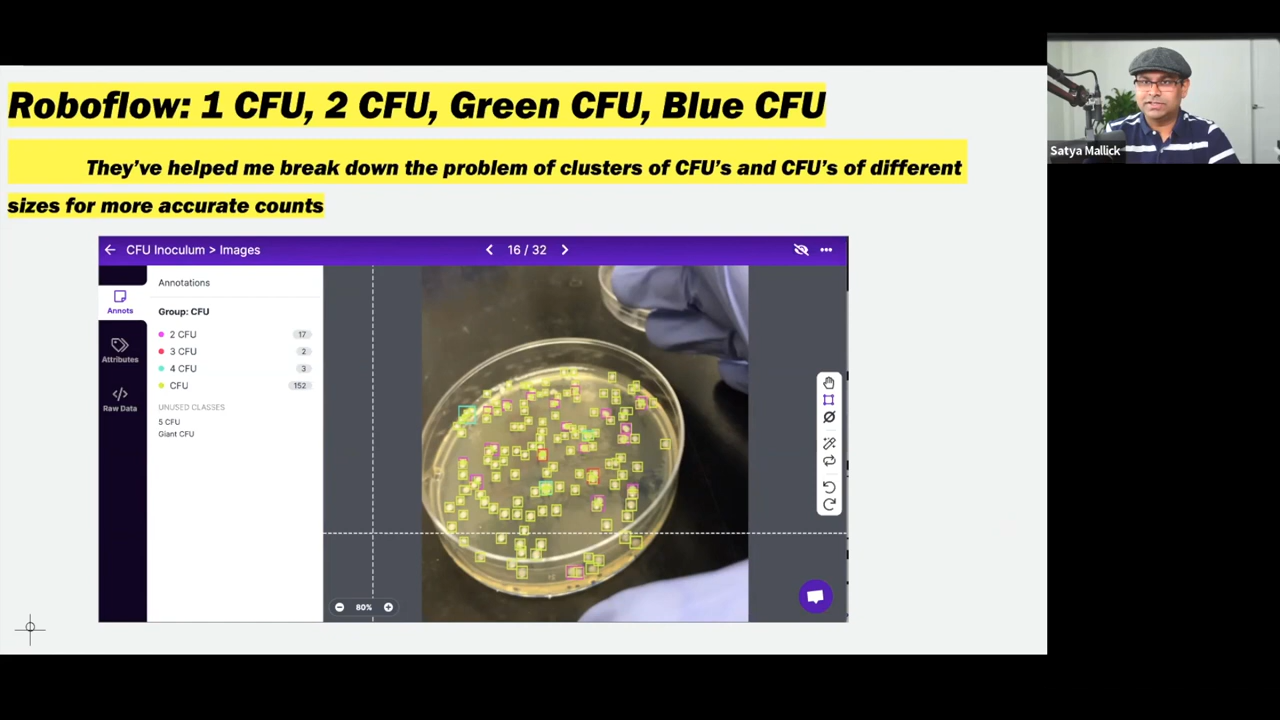 Roboflow: 1 CFU, 2 CFU, Green CFU, Blue CFU
They’ve helped me break down the problem of clusters of CFU’s and CFU’s of different
sizes for more accurate counts
Satya Mallick
CFU Inoculum > Images
16 / 32
Annots
Attributes
Raw Data
Annotations
Group: CFU
2 CFU 17
3 CFU 2
4 CFU 3
CFU 152
UNUSED CLASSES
5 CFU
Giant CFU
80%